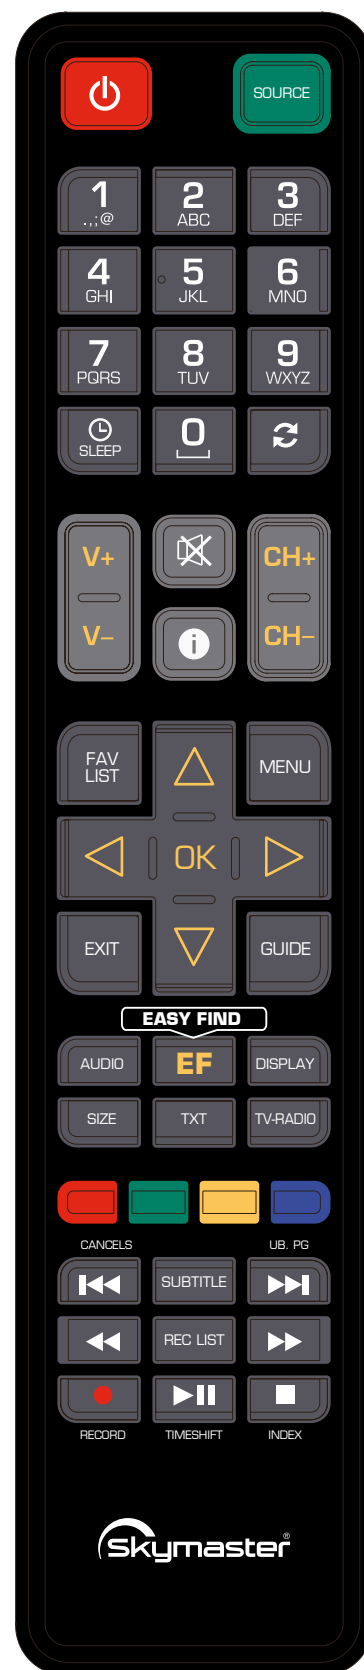 SOURCE
1 2 3
.,;@ ABC DEF
4 5 6
GHI JKL MNO
7 8 9
PQRS TUV WXYZ
0
SLEEP
V+ CH+
V- CH-
i
FAV
LIST
MENU
OK
EXIT GUIDE
EASY FIND
AUDIO EF DISPLAY
SIZE TXT TV-RADIO
CANCELS UB. PG
SUBTITLE
REC LIST
RECORD TIMESHIFT INDEX
Skymaster®